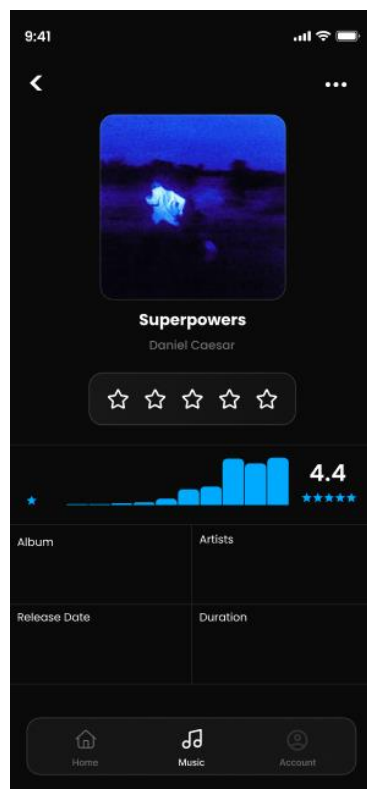 9:41
Superpowers
Daniel Caesar
4.4
Album
Artists
Release Date
Duration
Home
Music
Account